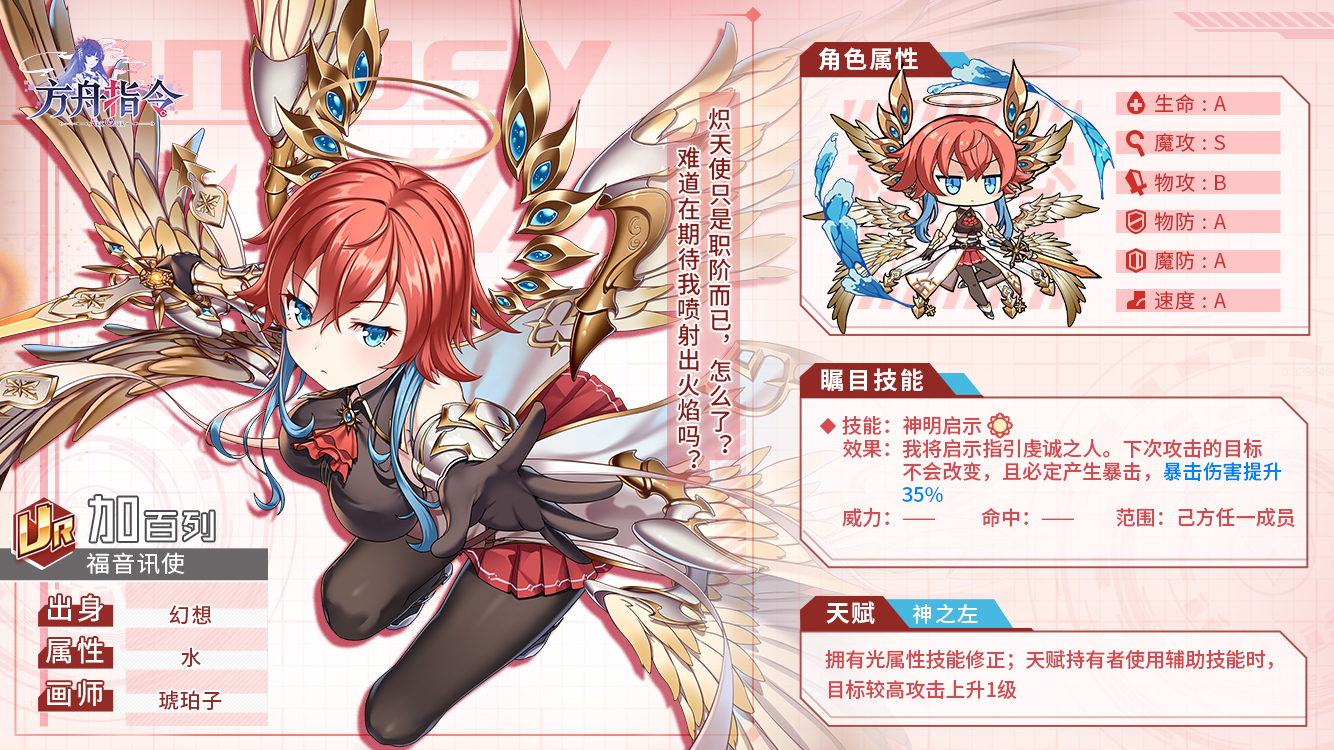 方舟指令
炽天使只是职阶而已，怎么了？
难道在期待我喷射出火焰吗？
UR
加百列
福音讯使
出身 幻想
属性 水
画师 琥珀子
角色属性
生命：A
魔攻：S
物攻：B
物防：A
魔防：A
速度：A
瞩目技能
技能：神明启示
效果：我将启示指引虔诚之人。下次攻击的目标
不会改变，且必定产生暴击，暴击伤害提升
35%
威力：—— 命中：—— 范围：己方任一成员
天赋 神之左
拥有光属性技能修正；天赋持有者使用辅助技能时，
目标较高攻击上升1级